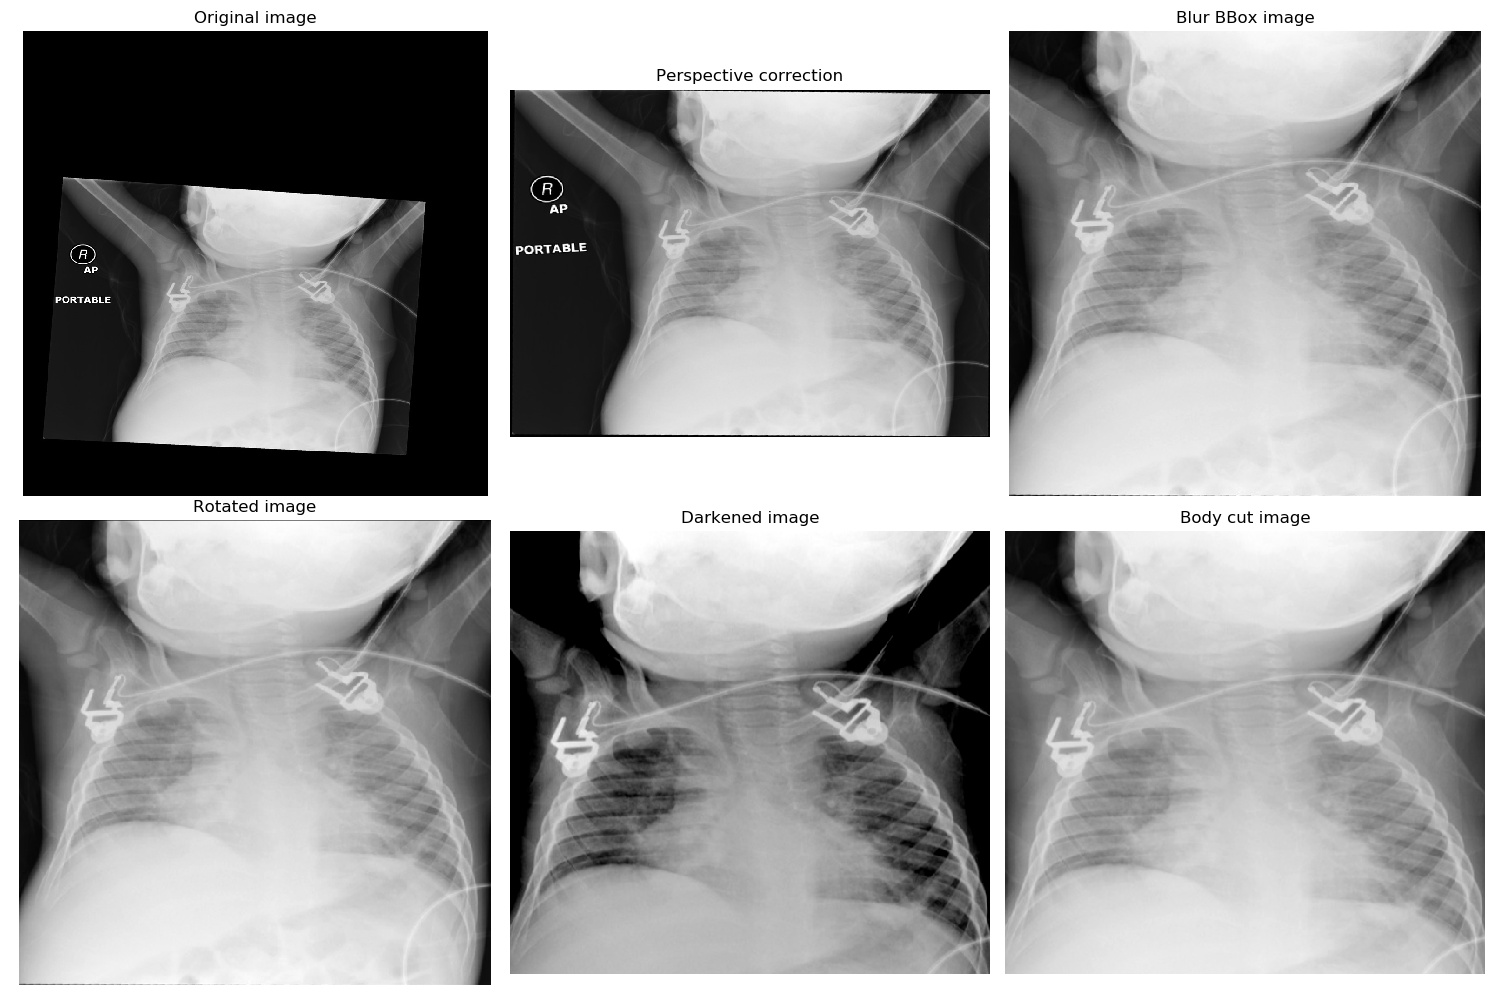 Original image
Perspective correction
Blur BBox image
R
AP
PORTABLE
R
AP
PORTABLE
Rotated image
Darkened image
Body cut image